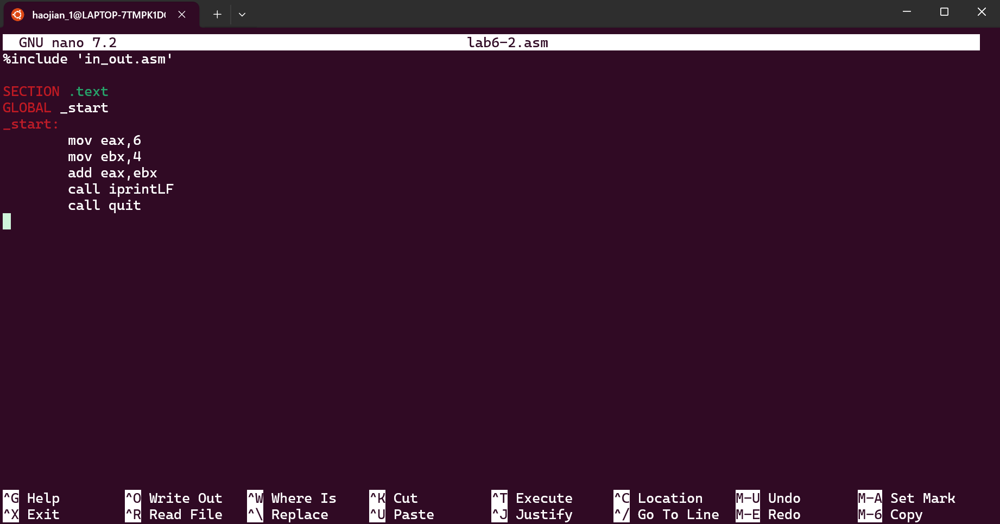 haojian_1@LAPTOP-7TMPK1D
GNU nano 7.2 lab6-2.asm
%include 'in_out.asm'
SECTION .text
GLOBAL _start
_start:
mov eax,6
mov ebx,4
add eax,ebx
call iprintLF
call quit
^G Help ^O Write Out ^W Where Is ^K Cut ^T Execute ^C Location M-U Undo M-A Set Mark
^X Exit ^R Read File ^\ Replace ^U Paste ^J Justify ^/ Go To Line M-E Redo M-6 Copy